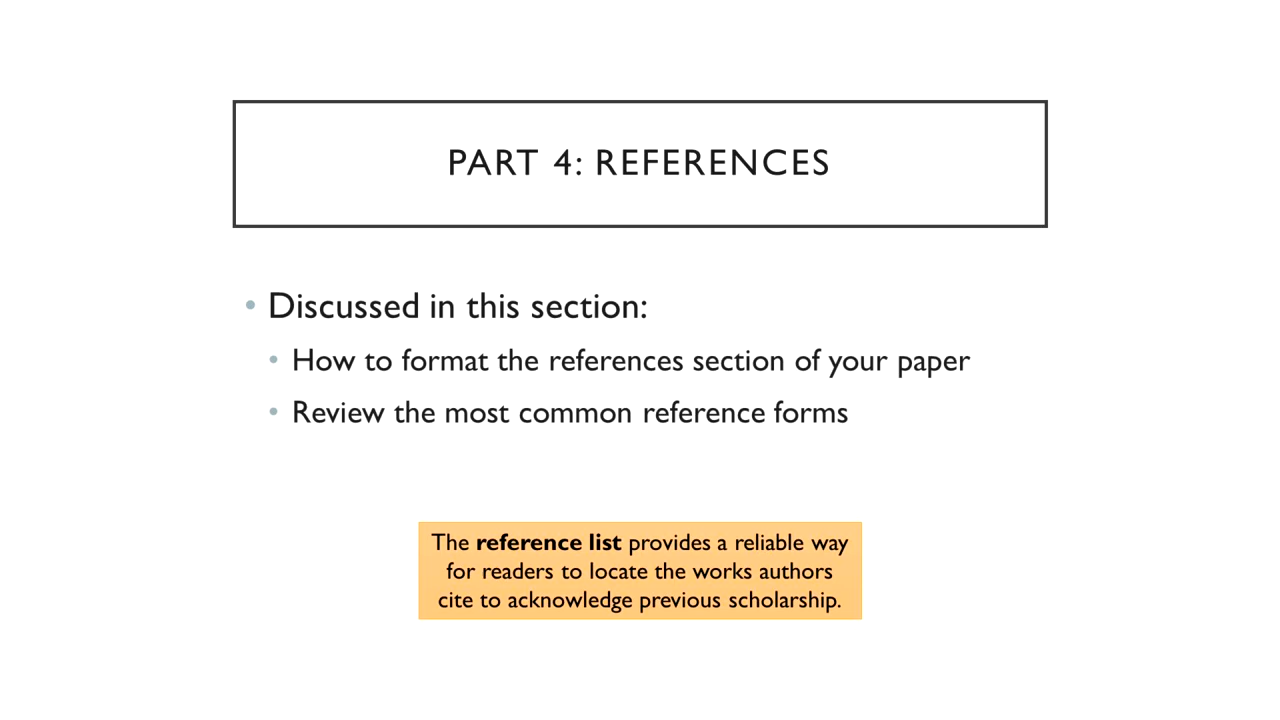 PART 4: REFERENCES
• Discussed in this section:
• How to format the references section of your paper
• Review the most common reference forms
The reference list provides a reliable way
for readers to locate the works authors
cite to acknowledge previous scholarship.